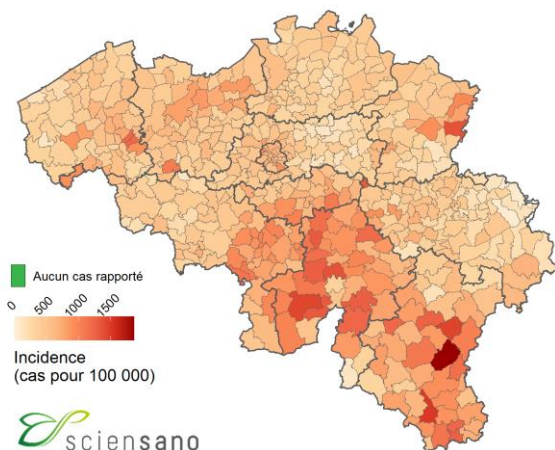 Aucun cas rapporté
0 500 1000 1500
Incidence
(cas pour 100 000)
sciensano